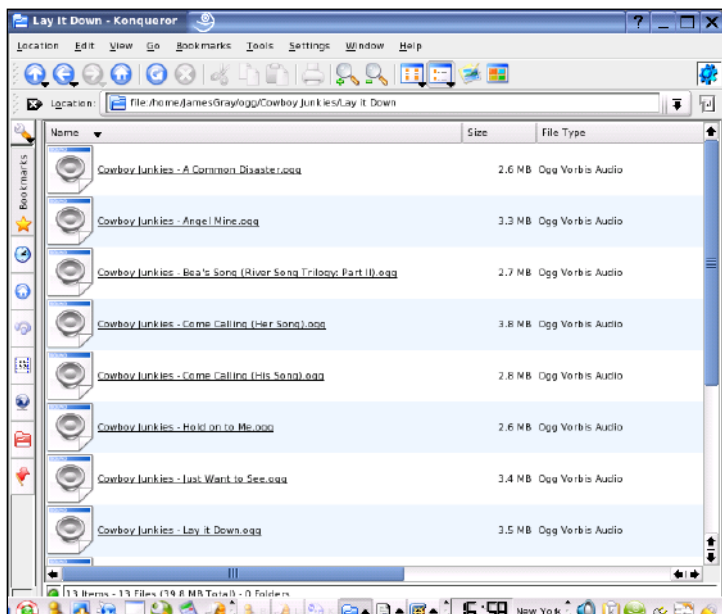 Lay It Down - Konqueror
Location Edit View Go Bookmarks Tools Settings Window Help
Location: file:/home/JamesGray/ogg/Cowboy Junkies/Lay it Down
Bookmarks
Name Size File Type
Cowboy Junkies - A Common Disaster.ogg 2.6 MB Ogg Vorbis Audio
Cowboy Junkies - Angel Mine.ogg 3.3 MB Ogg Vorbis Audio
Cowboy Junkies - Bea's Song (River Song Trilogy: Part II).ogg 2.7 MB Ogg Vorbis Audio
Cowboy Junkies - Come Calling (Her Song).ogg 3.8 MB Ogg Vorbis Audio
Cowboy Junkies - Come Calling (His Song).ogg 2.8 MB Ogg Vorbis Audio
Cowboy Junkies - Hold on to Me.ogg 2.6 MB Ogg Vorbis Audio
Cowboy Junkies - Just Want to See.ogg 3.4 MB Ogg Vorbis Audio
Cowboy Junkies - Lay it Down.ogg 3.5 MB Ogg Vorbis Audio
13 Items - 13 Files (39.8 MB Total) - 0 Folders
New York